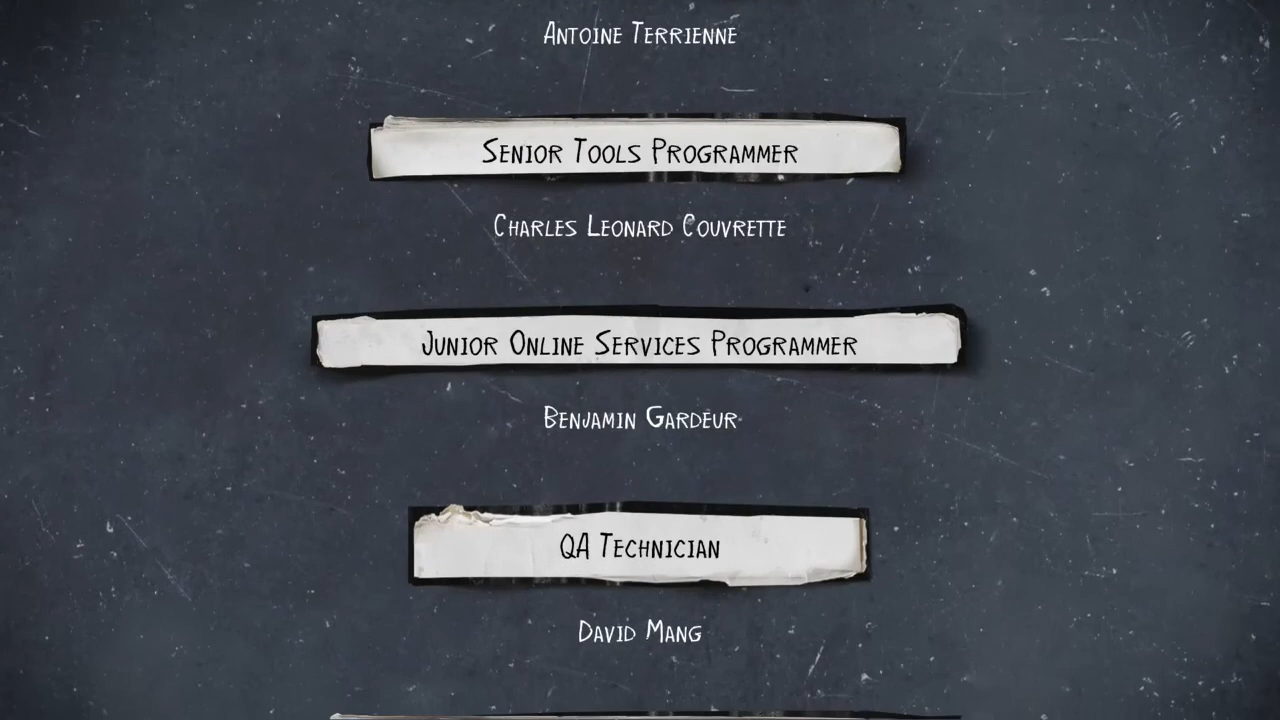 Antoine Terrienne
Senior Tools Programmer
Charles Leonard Couvrette
Junior Online Services Programmer
Benjamin Gardeur
QA Technician
David Mang